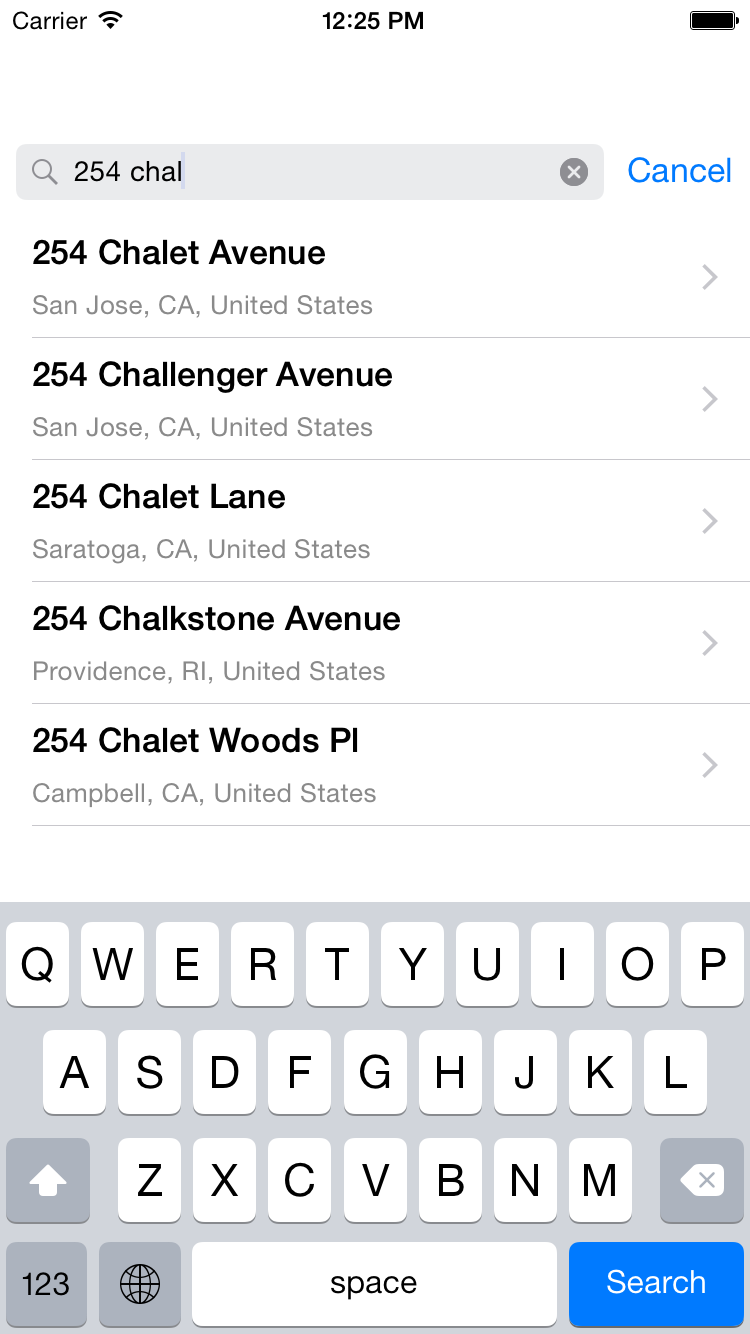 Carrier 12:25 PM
254 chal Cancel
254 Chalet Avenue
San Jose, CA, United States
254 Challenger Avenue
San Jose, CA, United States
254 Chalet Lane
Saratoga, CA, United States
254 Chalkstone Avenue
Providence, RI, United States
254 Chalet Woods Pl
Campbell, CA, United States
Q W E R T Y U I O P
A S D F G H J K L
Z X C V B N M
123 space Search